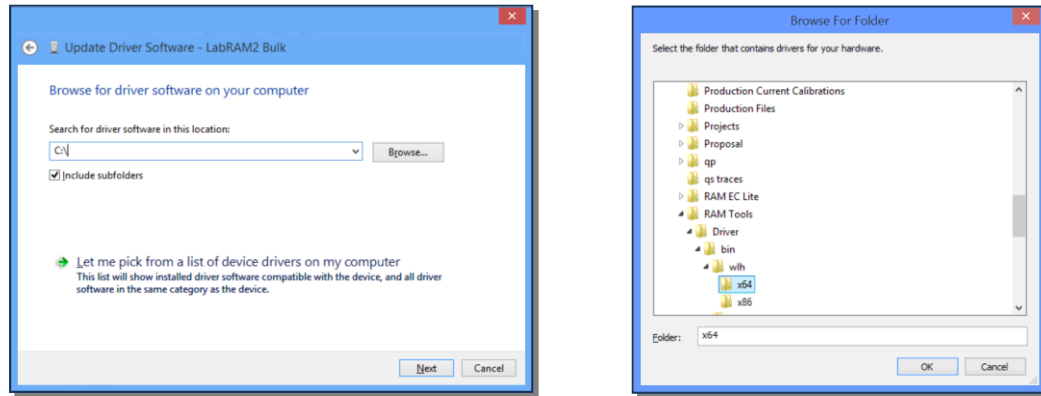 Update Driver Software - LabRAM2 Bulk
Browse for driver software on your computer
Search for driver software in this location:
C:\
Browse...
Include subfolders
Let me pick from a list of device drivers on my computer
This list will show installed driver software compatible with the device, and all driver
software in the same category as the device.
Next
Cancel
Browse For Folder
Select the folder that contains drivers for your hardware.
Production Current Calibrations
Production Files
Projects
Proposal
qp
qs traces
RAM EC Lite
RAM Tools
Driver
bin
wlh
x64
x86
Folder:
x64
OK
Cancel